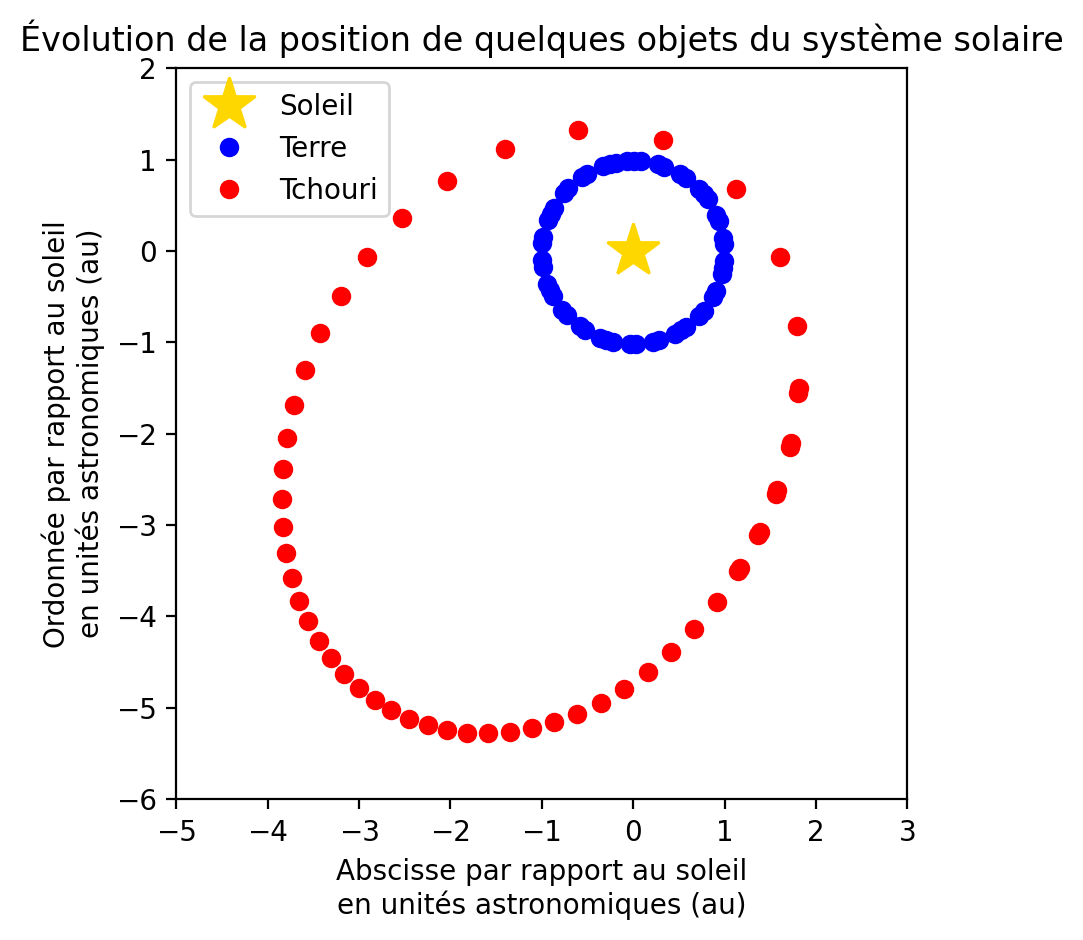 Évolution de la position de quelques objets du système solaire
Soleil
Terre
Tchouri
2
1
0
−1
−2
−3
−4
−5
−6
Ordonnée par rapport au soleil
en unités astronomiques (au)
−5 −4 −3 −2 −1 0 1 2 3
Abscisse par rapport au soleil
en unités astronomiques (au)